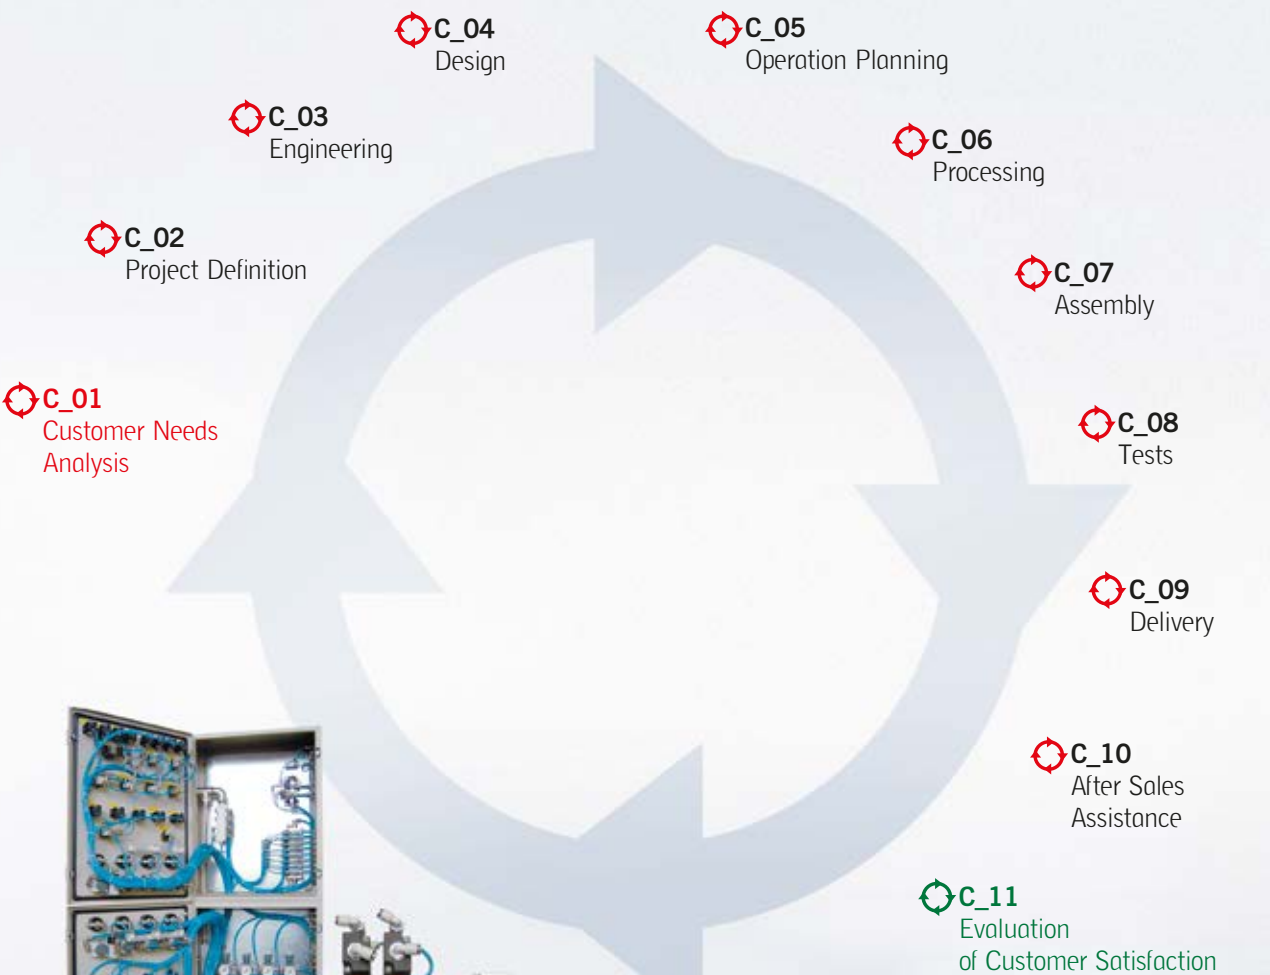 C_01
Customer Needs
Analysis
C_02
Project Definition
C_03
Engineering
C_04
Design
C_05
Operation Planning
C_06
Processing
C_07
Assembly
C_08
Tests
C_09
Delivery
C_10
After Sales
Assistance
C_11
Evaluation
of Customer Satisfaction